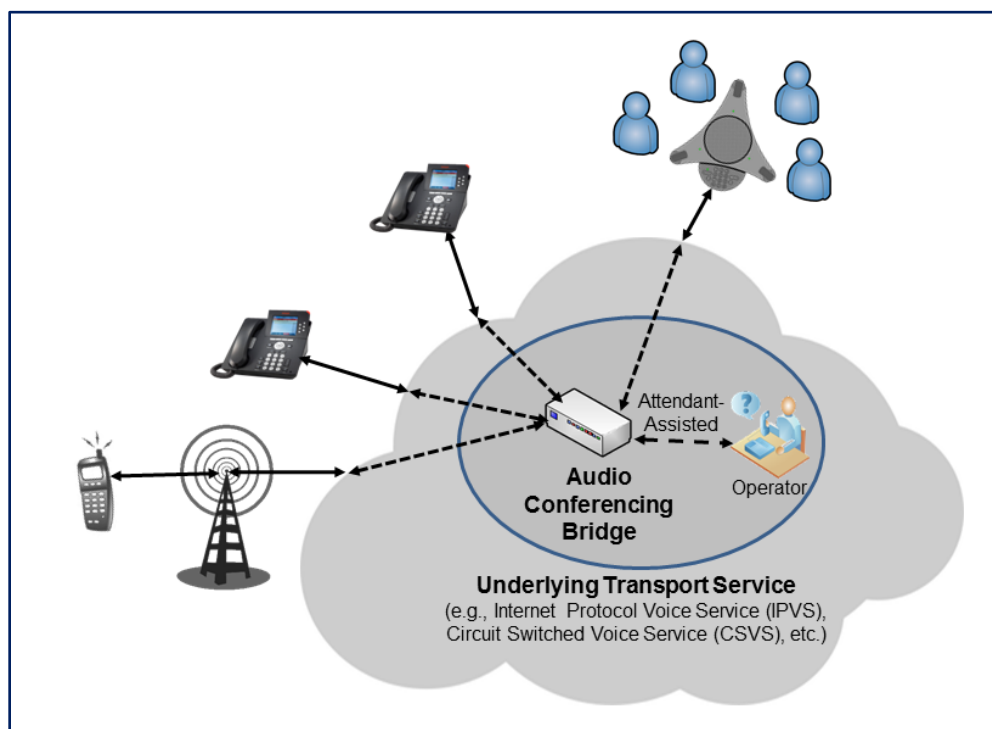 Attendant-
Assisted
Operator
Audio
Conferencing
Bridge
Underlying Transport Service
(e.g., Internet Protocol Voice Service (IPVS),
Circuit Switched Voice Service (CSVS), etc.)